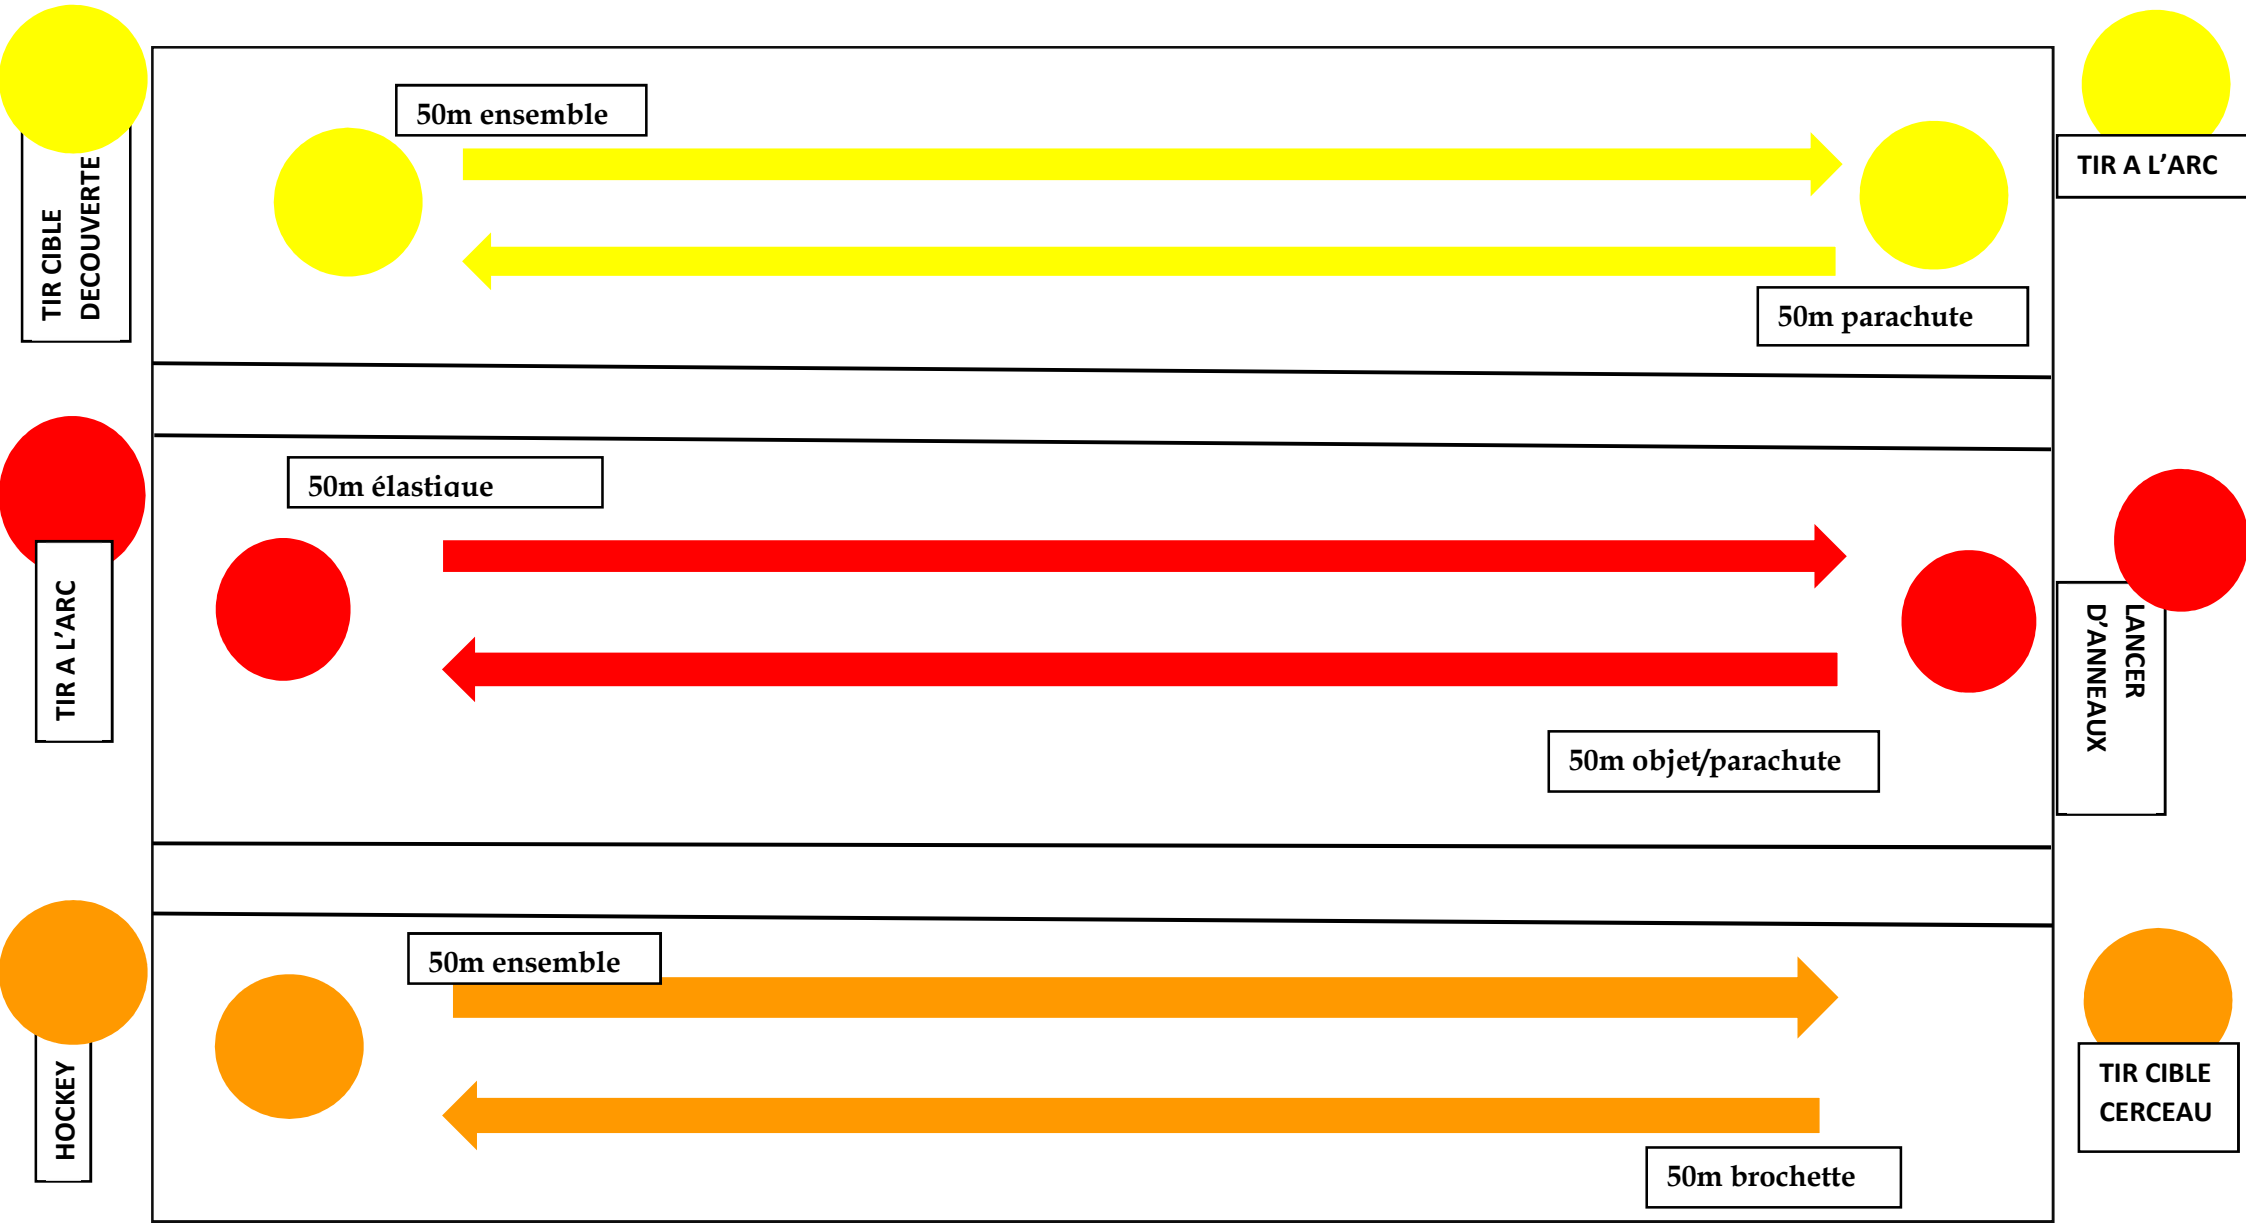 50m ensemble
TIR CIBLE
DECOUVERTE
TIR A L’ARC
50m parachute
50m élastique
TIR A L’ARC
LANCER
D’ANNEAUX
50m objet/parachute
50m ensemble
HOCKEY
TIR CIBLE
CERCEAU
50m brochette